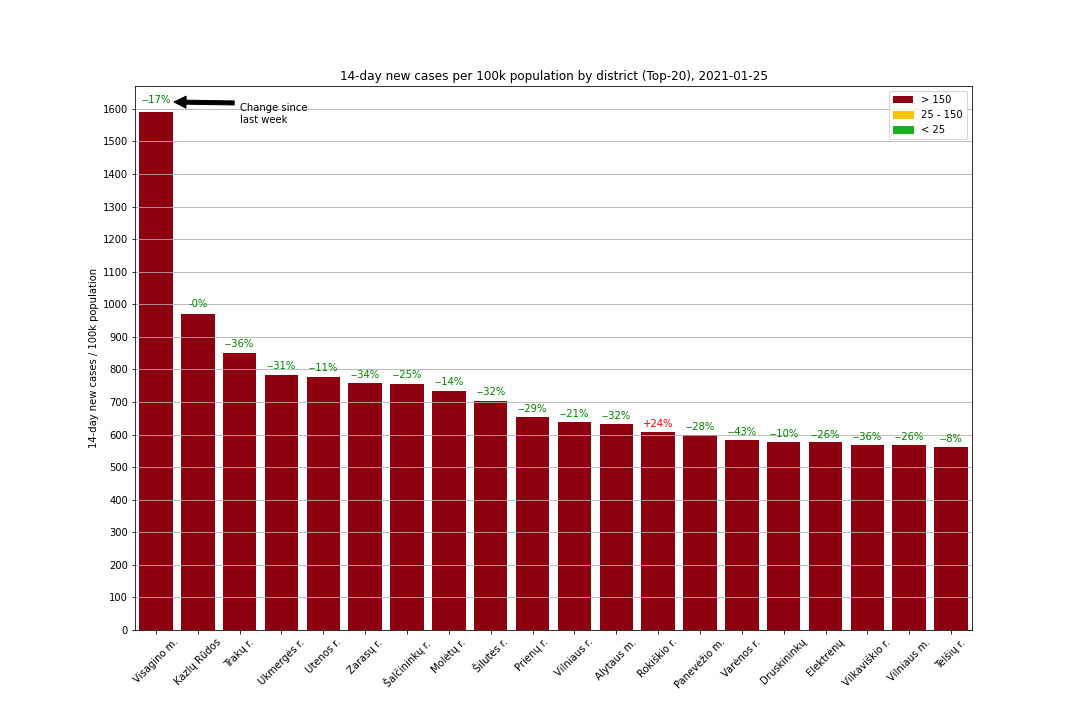 14-day new cases per 100k population by district (Top-20), 2021-01-25
14-day new cases / 100k population
1600
1500
1400
1300
1200
1100
1000
900
800
700
600
500
400
300
200
100
0
−17%
Change since
last week
> 150
25 - 150
< 25
-0%
−36%
−31%
−11%
−34%
−25%
−14%
−32%
−29%
−21%
−32%
+24%
−28%
−43%
−10%
−26%
−36%
−26%
−8%
Visagino m.
Kazlų Rūdos
Trakų r.
Ukmergės r.
Utenos r.
Zarasų r.
Šalčininkų r.
Molėtų r.
Šilutės r.
Prienų r.
Vilniaus r.
Alytaus m.
Rokiškio r.
Panevėžio m.
Varėnos r.
Druskininkų
Elektrėnų
Vilkaviškio r.
Vilniaus m.
Telšių r.